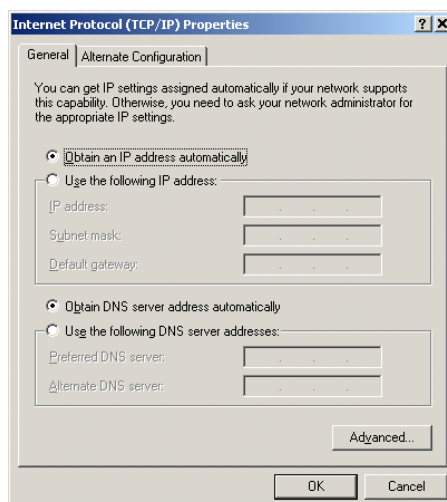 Internet Protocol (TCP/IP) Properties
General
Alternate Configuration
You can get IP settings assigned automatically if your network supports
this capability. Otherwise, you need to ask your network administrator for
the appropriate IP settings.
Obtain an IP address automatically
Use the following IP address:
IP address:
Subnet mask:
Default gateway:
Obtain DNS server address automatically
Use the following DNS server addresses:
Preferred DNS server:
Alternate DNS server:
Advanced...
OK
Cancel